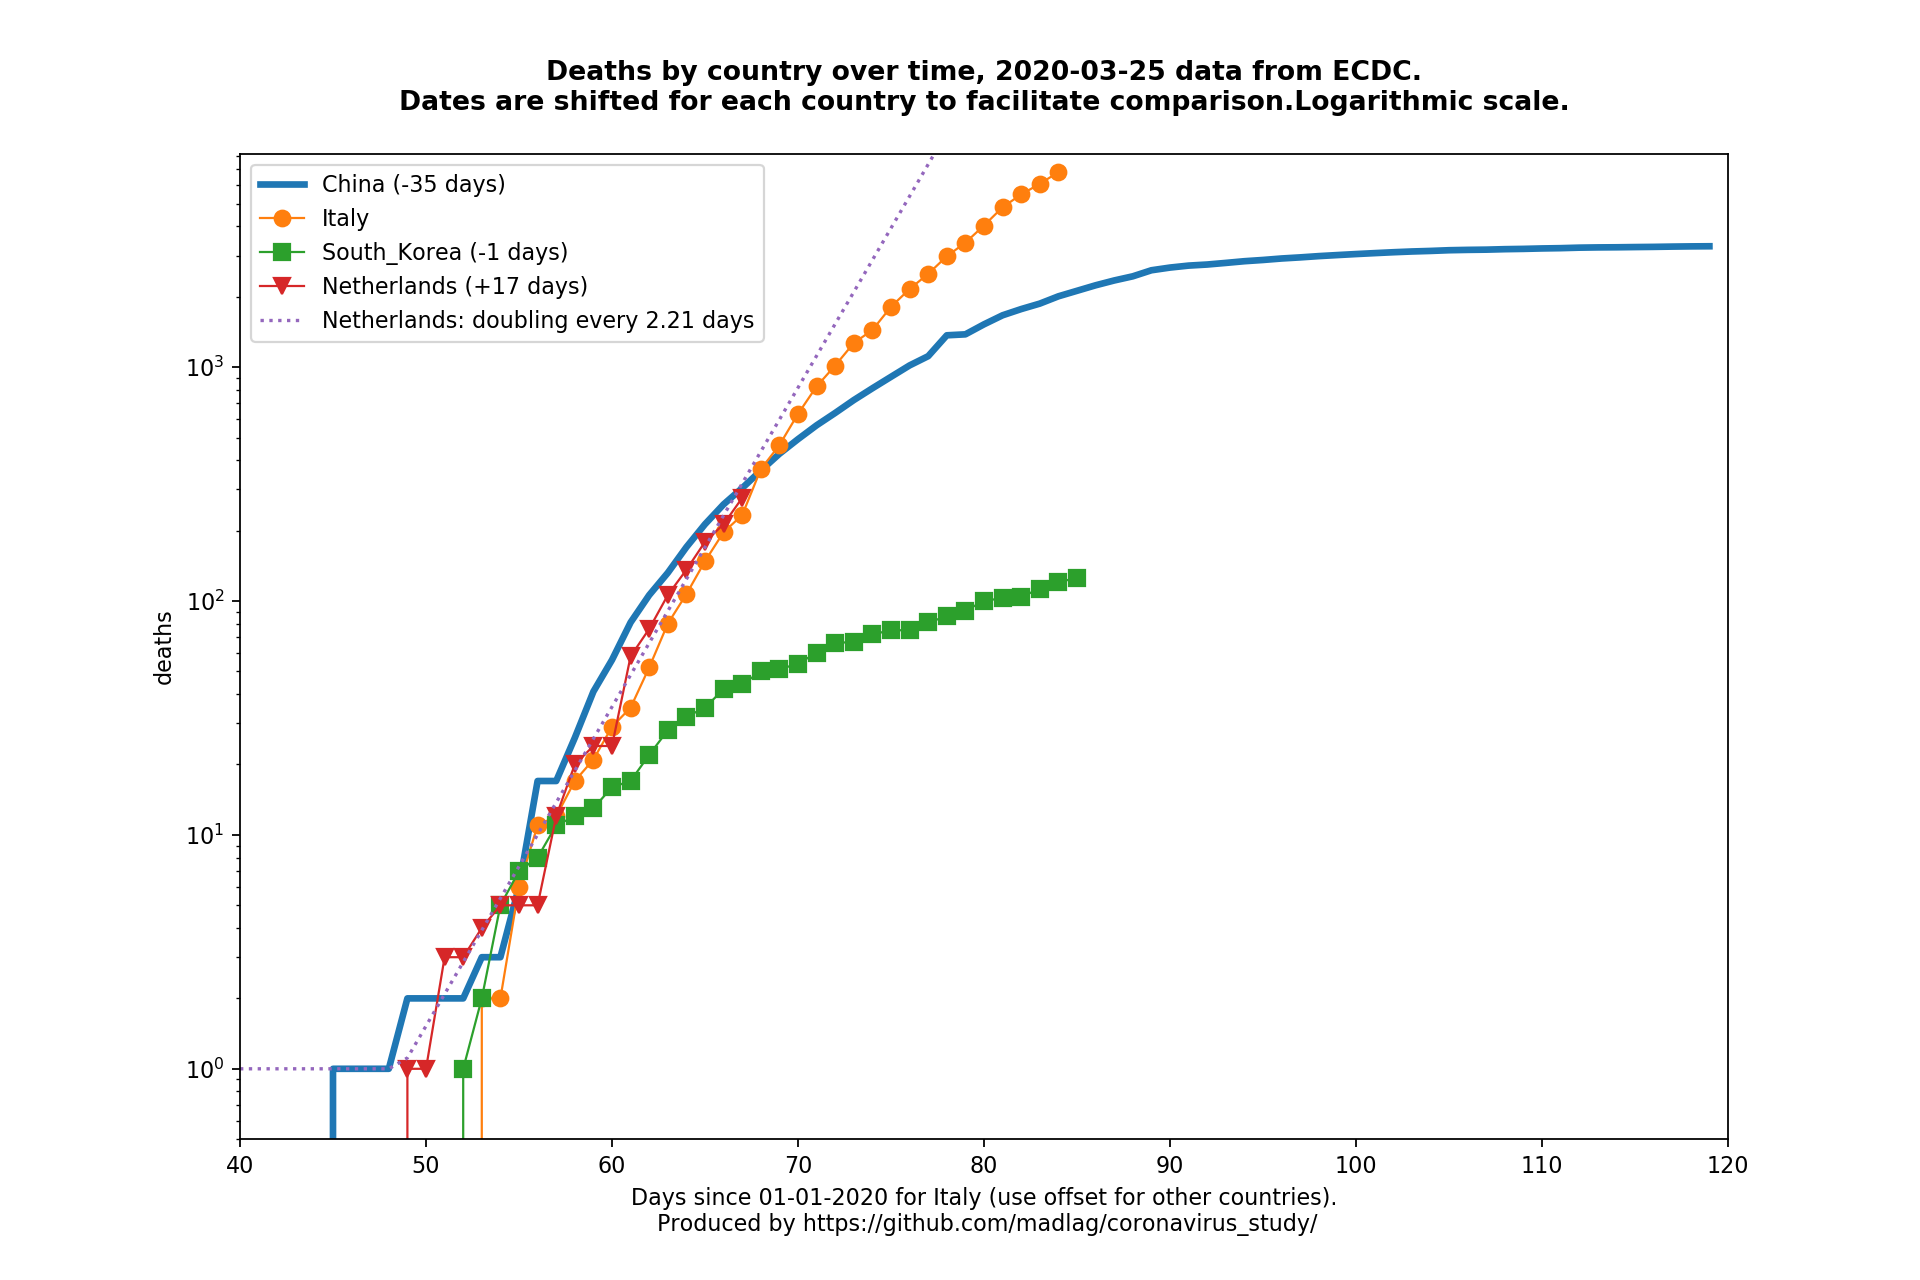 Deaths by country over time, 2020-03-25 data from ECDC.
Dates are shifted for each country to facilitate comparison.Logarithmic scale.
China (-35 days)
Italy
South_Korea (-1 days)
Netherlands (+17 days)
Netherlands: doubling every 2.21 days
10³
10²
10¹
10⁰
deaths
40 50 60 70 80 90 100 110 120
Days since 01-01-2020 for Italy (use offset for other countries).
Produced by https://github.com/madlag/coronavirus_study/